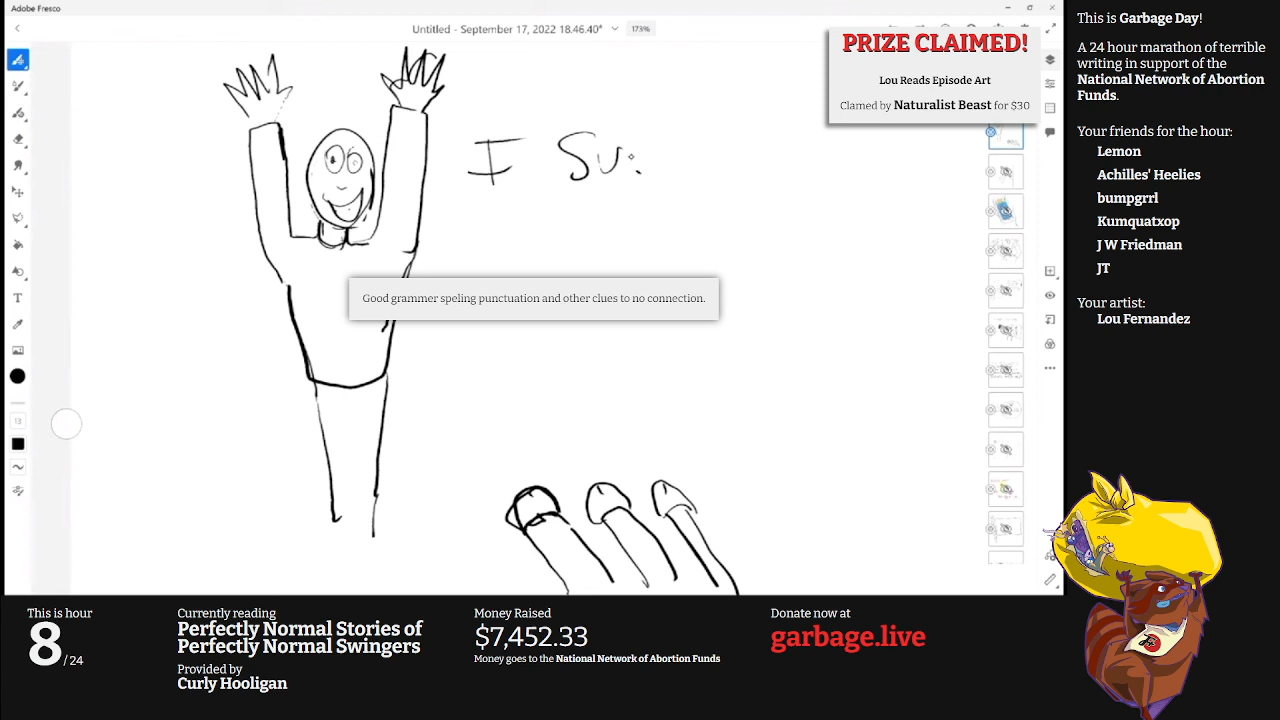 Adobe Fresco
Untitled - September 17, 2022 18.46.40*
173%
PRIZE CLAIMED!
Lou Reads Episode Art
Clamed by Naturalist Beast for $30
I Su
Good grammer speling punctuation and other clues to no connection.
13
This is Garbage Day!
A 24 hour marathon of terrible
writing in support of the
National Network of Abortion
Funds.
Your friends for the hour:
Lemon
Achilles' Heelies
bumpgrrl
Kumquatxop
J W Friedman
JT
Your artist:
Lou Fernandez
This is hour
8/24
Currently reading
Perfectly Normal Stories of
Perfectly Normal Swingers
Provided by
Curly Hooligan
Money Raised
$7,452.33
Money goes to the National Network of Abortion Funds
Donate now at
garbage.live